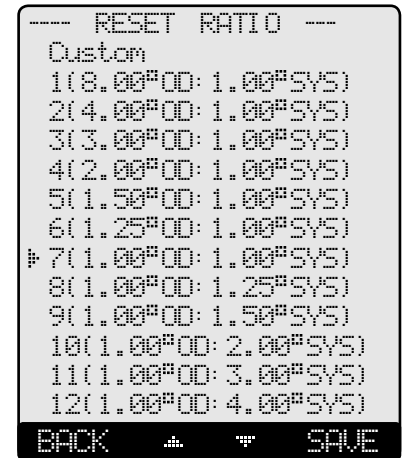 ---- RESET RATIO ---
Custom
1(8.00°OD:1.00°SYS)
2(4.00°OD:1.00°SYS)
3(3.00°OD:1.00°SYS)
4(2.00°OD:1.00°SYS)
5(1.50°OD:1.00°SYS)
6(1.25°OD:1.00°SYS)
7(1.00°OD:1.00°SYS)
8(1.00°OD:1.25°SYS)
9(1.00°OD:1.50°SYS)
10(1.00°OD:2.00°SYS)
11(1.00°OD:3.00°SYS)
12(1.00°OD:4.00°SYS)
BACK SAVE